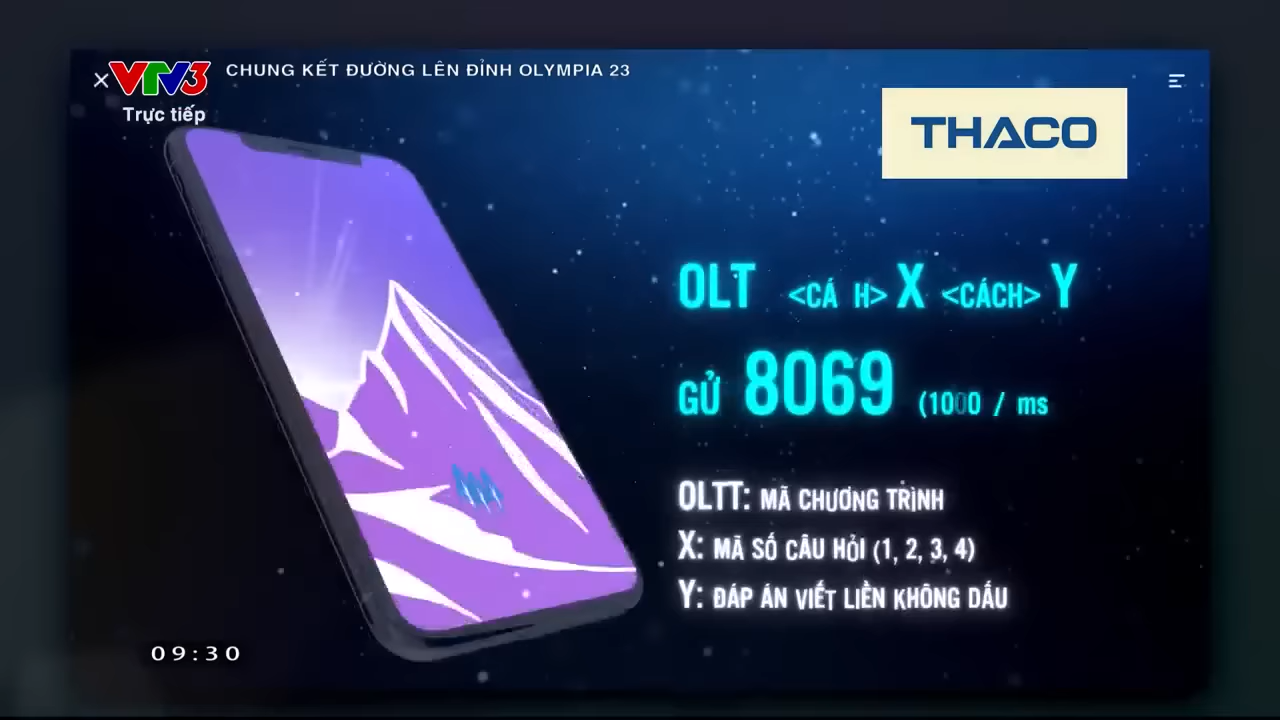 VTV3
CHUNG KẾT ĐƯỜNG LÊN ĐỈNH OLYMPIA 23
Trực tiếp
THACO
OLT <CÁ H> X <CÁCH> Y
GỬ 8069 (1000 / ms
OLTT: MÃ CHƯƠNG TRÌNH
X: MÃ SỐ CÂU HỎI (1, 2, 3, 4)
Y: ĐÁP ÁN VIẾT LIỀN KHÔNG DẤU
09:30